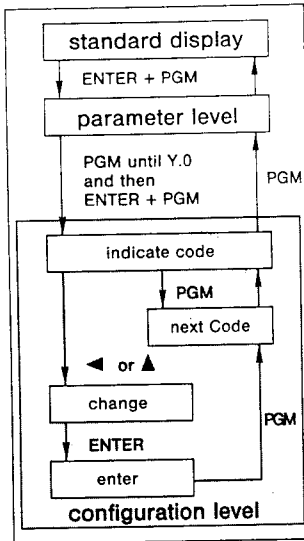 standard display
ENTER + PGM
parameter level
PGM until Y.0
and then
ENTER + PGM
PGM
indicate code
PGM
next Code
◄ or ▲
change
PGM
ENTER
enter
configuration level